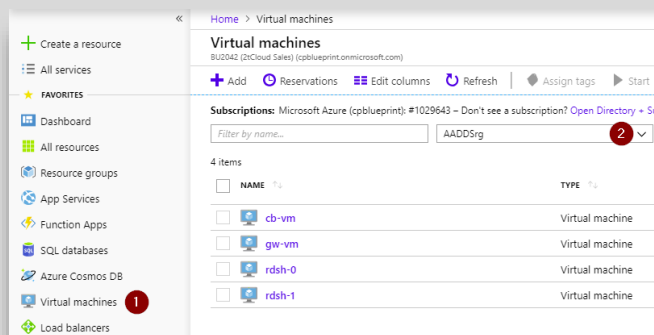 «
Create a resource
All services
FAVORITES
Dashboard
All resources
Resource groups
App Services
Function Apps
SQL databases
Azure Cosmos DB
Virtual machines 1
Load balancers
Home > Virtual machines
Virtual machines
BU2042 (2tCloud Sales) (cpblueprint.onmicrosoft.com)
Add Reservations Edit columns Refresh Assign tags Start
Subscriptions: Microsoft Azure (cpblueprint): #1029643 – Don't see a subscription? Open Directory + S
Filter by name... AADDSrg 2
4 items
NAME TYPE
cb-vm Virtual machine
gw-vm Virtual machine
rdsh-0 Virtual machine
rdsh-1 Virtual machine